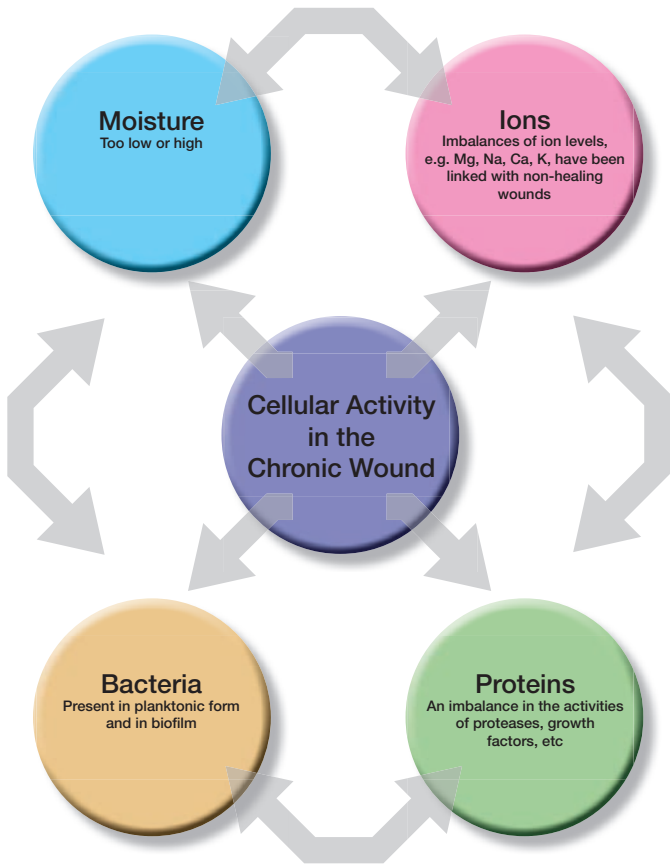 Moisture
Too low or high
Ions
Imbalances of ion levels,
e.g. Mg, Na, Ca, K, have been
linked with non-healing
wounds
Cellular Activity
in the
Chronic Wound
Bacteria
Present in planktonic form
and in biofilm
Proteins
An imbalance in the activities
of proteases, growth
factors, etc